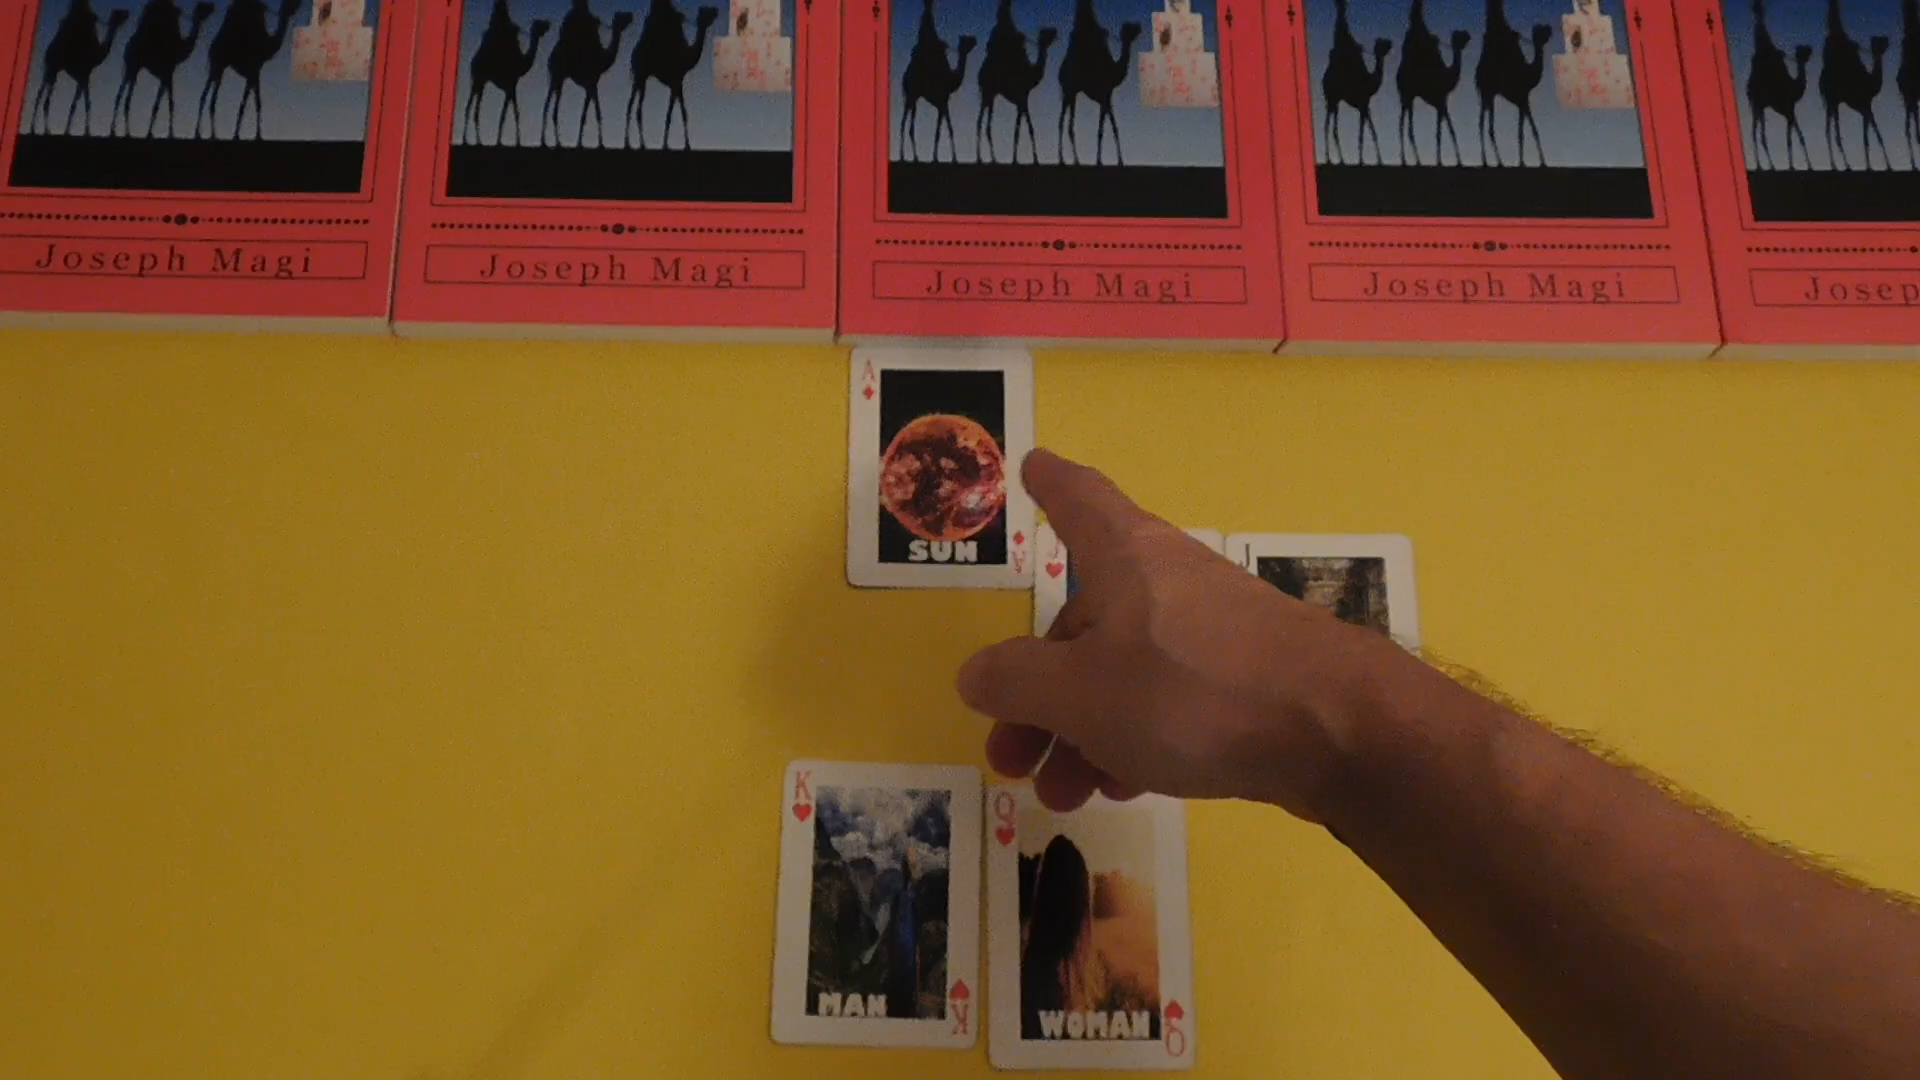 Joseph Magi
Joseph Magi
Joseph Magi
Joseph Magi
Josep
A
SUN
A
J
J
K
MAN
K
Q
WOMAN
Q